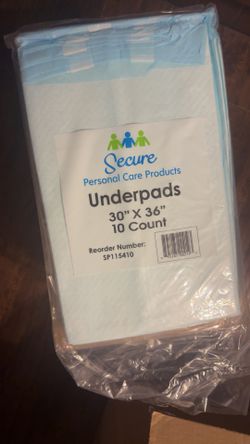 Secure
Personal Care Products
Underpads
30" X 36"
10 Count
Reorder Number:
SP115410